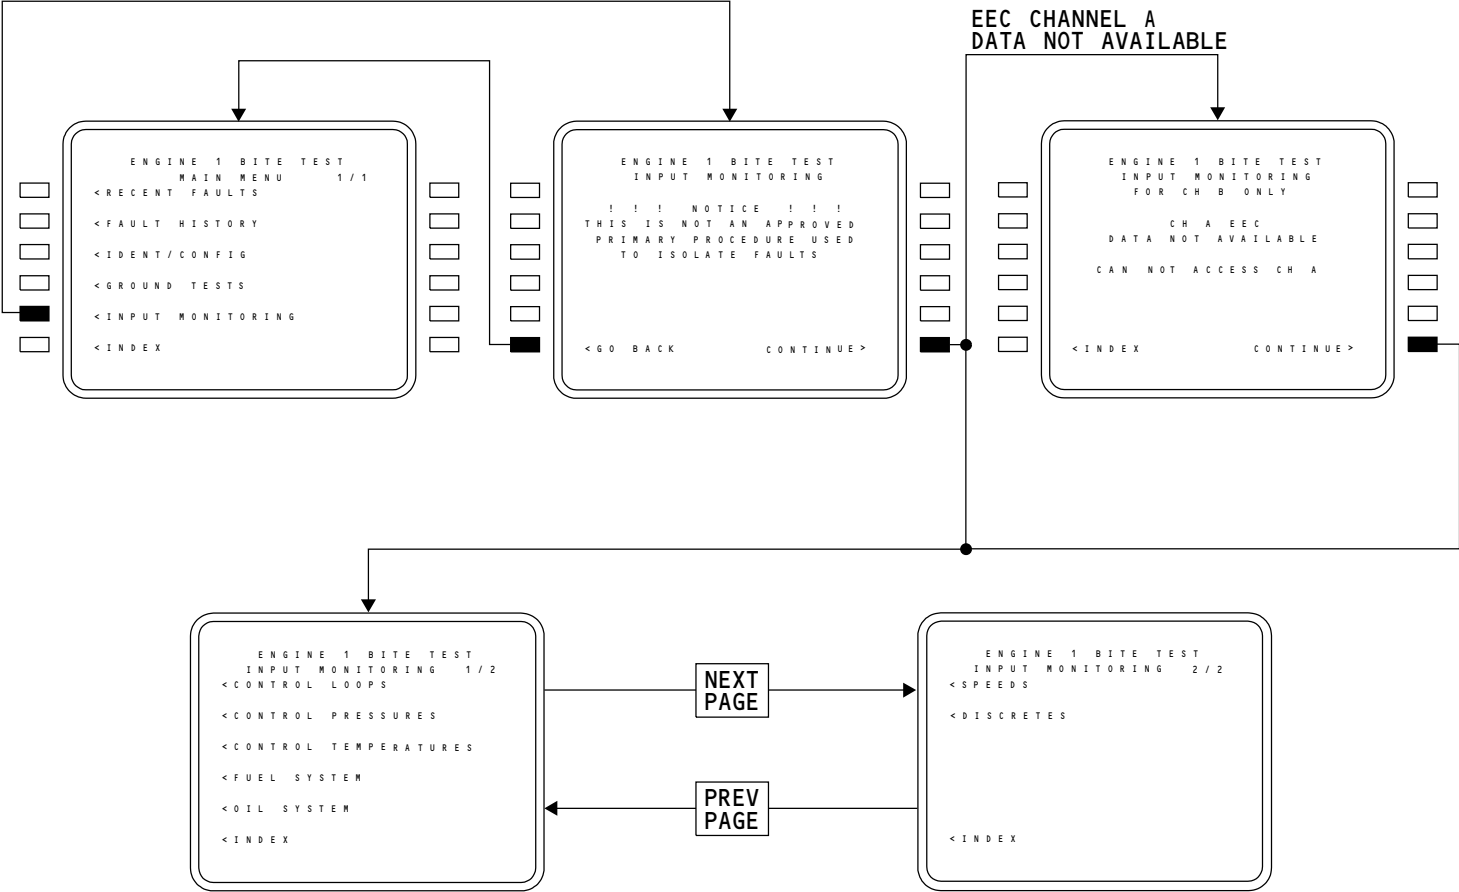 EEC CHANNEL A
DATA NOT AVAILABLE
ENGINE 1 BITE TEST
MAIN MENU 1/1
<RECENT FAULTS
<FAULT HISTORY
<IDENT/CONFIG
<GROUND TESTS
<INPUT MONITORING
<INDEX
ENGINE 1 BITE TEST
INPUT MONITORING
! ! ! NOTICE ! ! !
THIS IS NOT AN APPROVED
PRIMARY PROCEDURE USED
TO ISOLATE FAULTS
<GO BACK CONTINUE>
ENGINE 1 BITE TEST
INPUT MONITORING
FOR CH B ONLY
CH A EEC
DATA NOT AVAILABLE
CAN NOT ACCESS CH A
<INDEX CONTINUE>
ENGINE 1 BITE TEST
INPUT MONITORING 1/2
<CONTROL LOOPS
<CONTROL PRESSURES
<CONTROL TEMPERATURES
<FUEL SYSTEM
<OIL SYSTEM
<INDEX
NEXT
PAGE
PREV
PAGE
ENGINE 1 BITE TEST
INPUT MONITORING 2/2
<SPEEDS
<DISCRETES
<INDEX